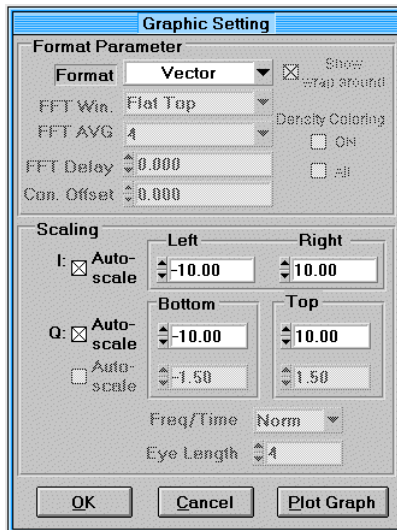 Graphic Setting
Format Parameter
Format Vector
Show wrap around
FFT Win. Flat Top
FFT AVG 4
Density Coloring
ON
FFT Delay 0.000
All
Con. Offset 0.000
Scaling
Left Right
I: Auto-scale -10.00 10.00
Bottom Top
Q: Auto-scale -10.00 10.00
Auto-scale -1.50 1.50
Freq/Time Norm
Eye Length 4
OK Cancel Plot Graph